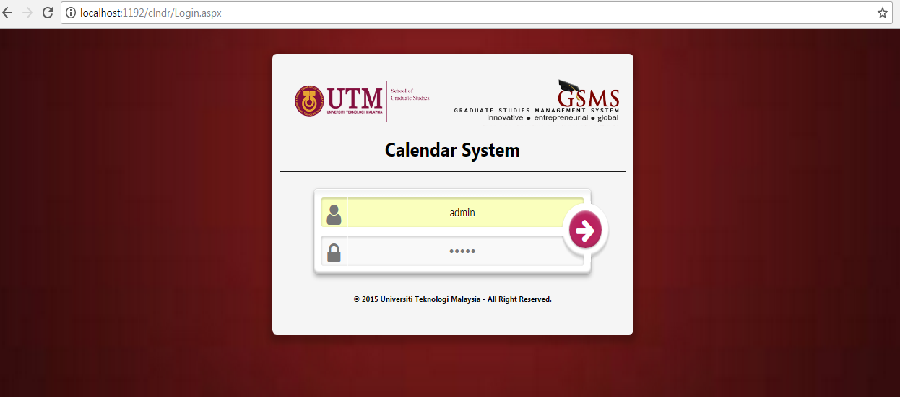 localhost:1192/clndr/Login.aspx
UTM
UNIVERSITI TEKNOLOGI MALAYSIA
School of
Graduate Studies
GSMS
GRADUATE STUDIES MANAGEMENT SYSTEM
innovative ● entrepreneurial ● global
Calendar System
admin
•••••
© 2015 Universiti Teknologi Malaysia - All Right Reserved.